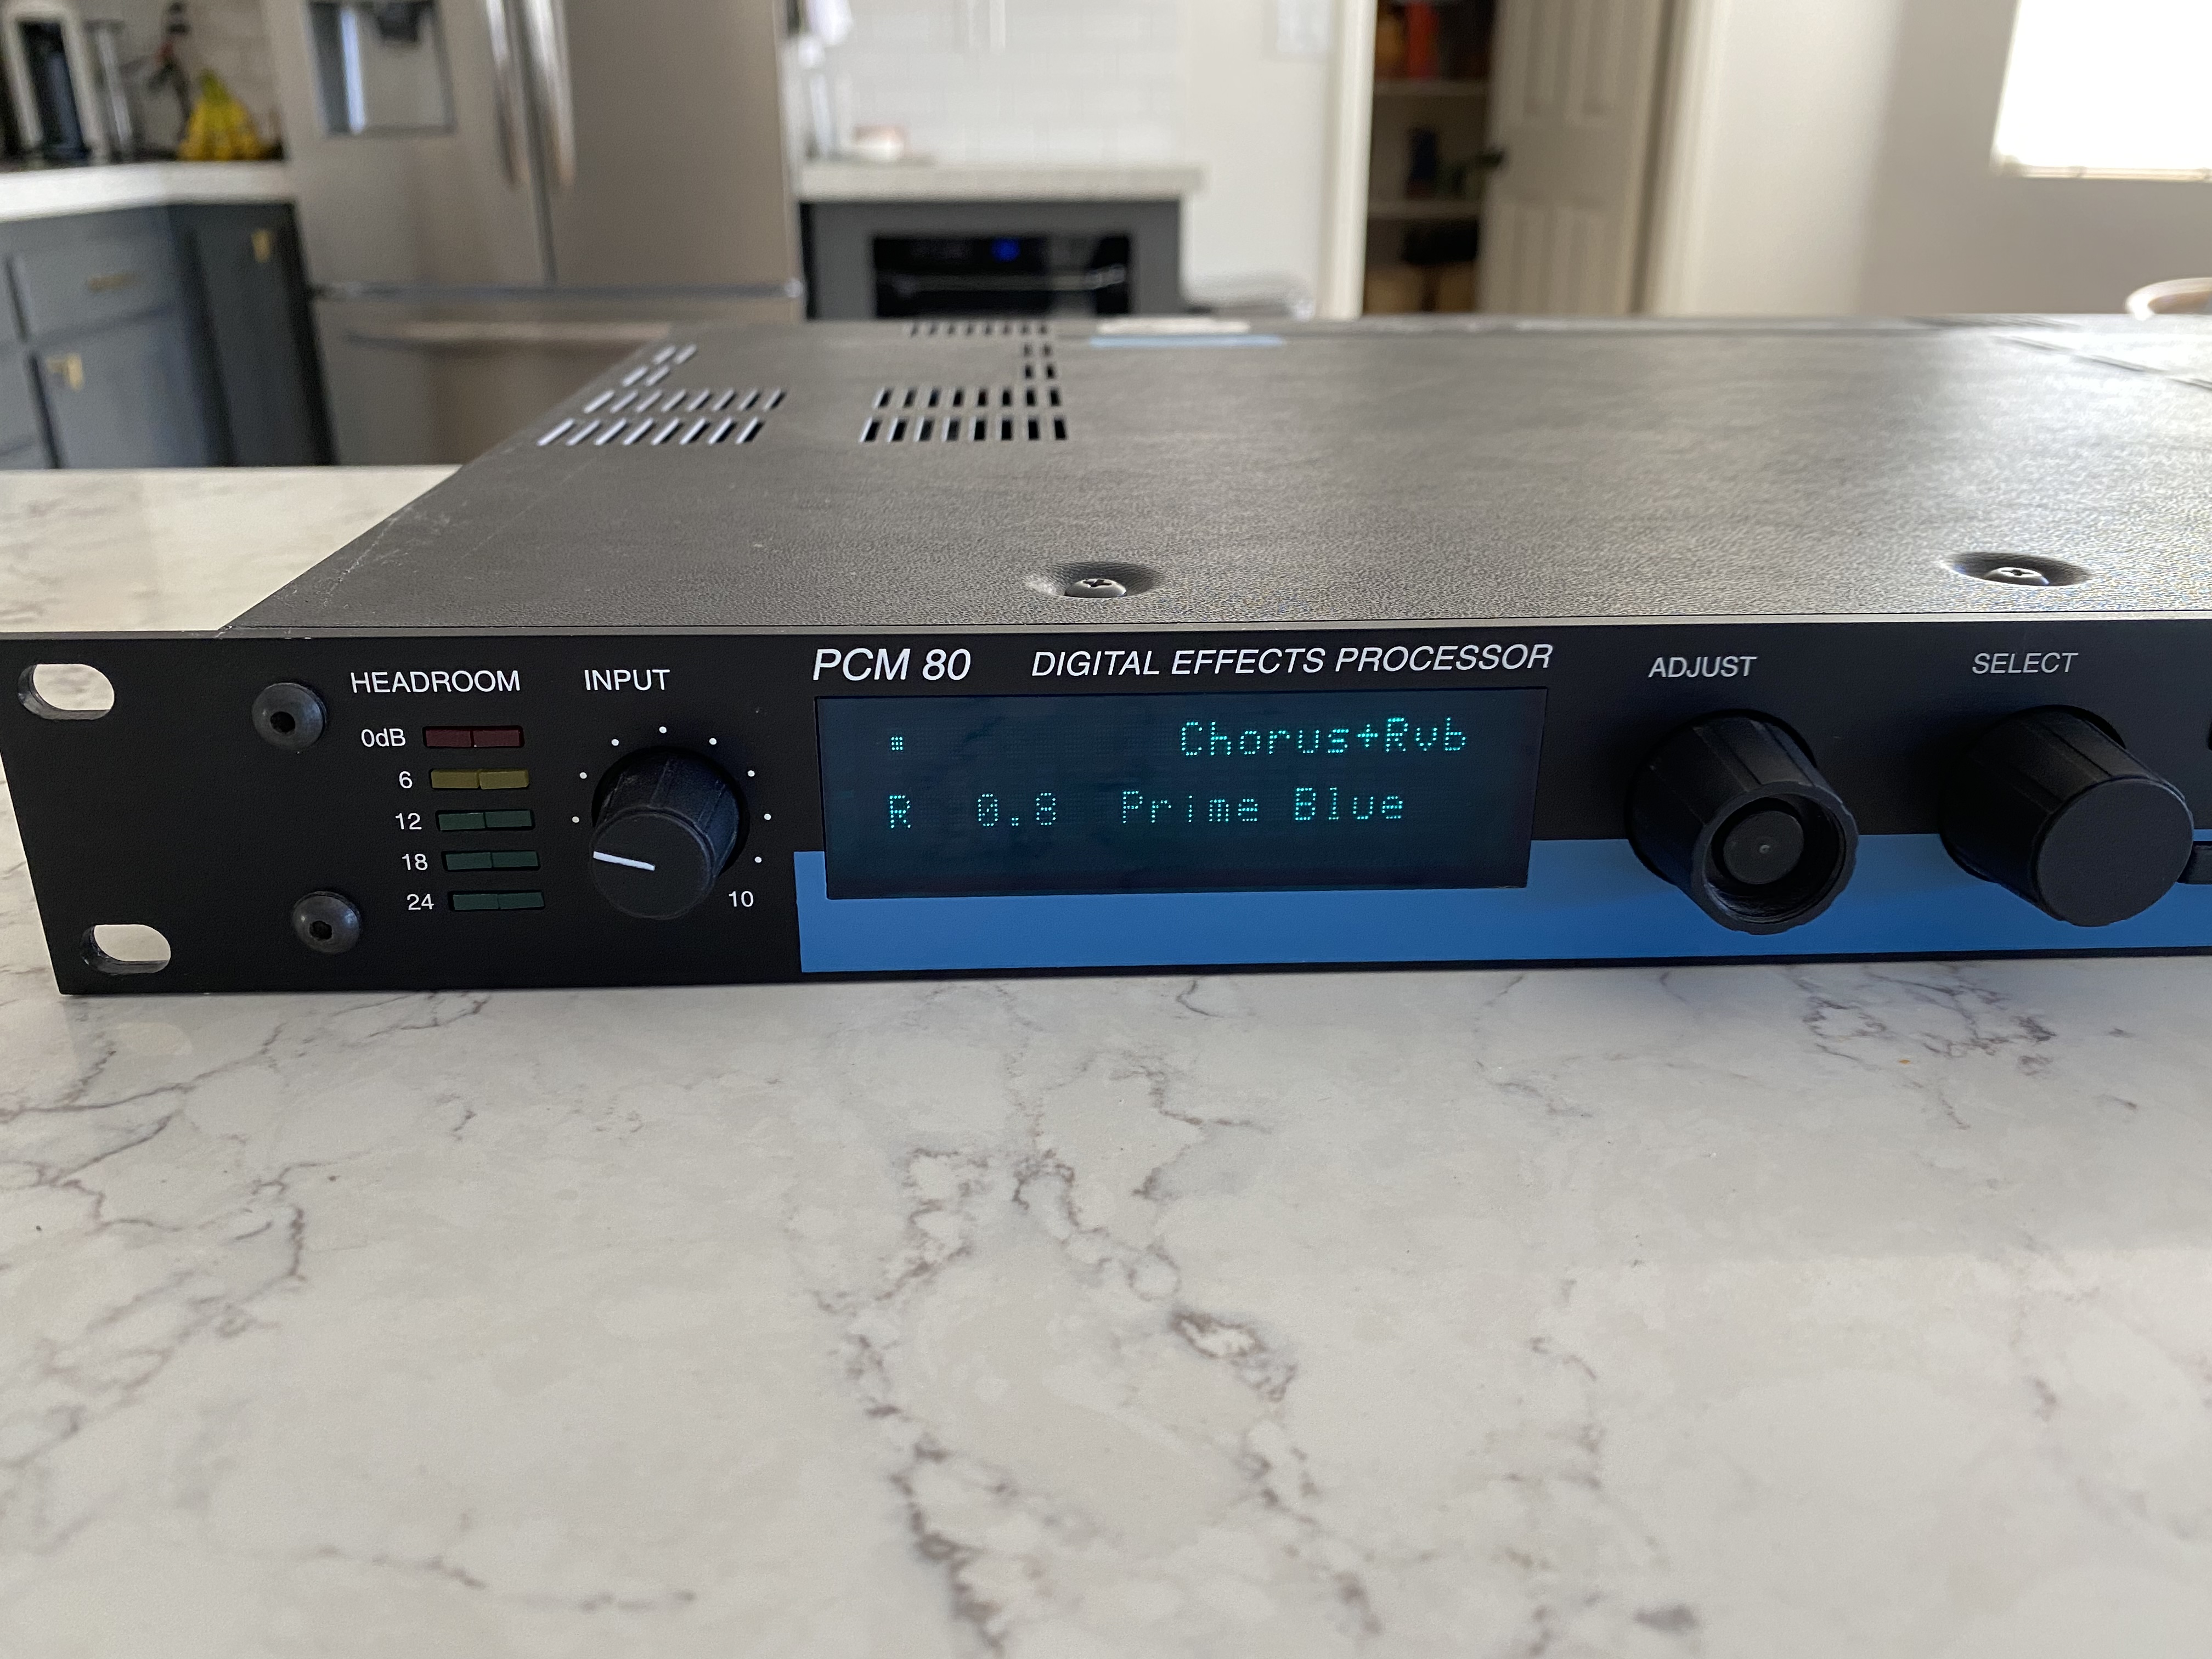 HEADROOM
0dB
6
12
18
24
INPUT
10
PCM 80 DIGITAL EFFECTS PROCESSOR
Chorus+Rvb
R 0.8 Prime Blue
ADJUST
SELECT